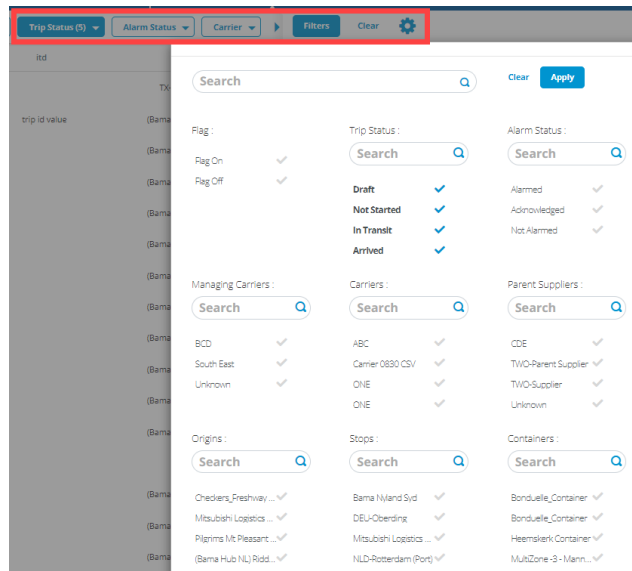 Trip Status (5) Alarm Status Carrier Filters Clear
itd
TX-
trip id value
(Bama
(Bama
(Bama
(Bama
(Bama
(Bama
(Bama
(Bama
(Bama
(Bama
(Bama
(Bama
(Bama
(Bama
Search
Clear Apply
Flag :
Flag On
Flag Off
Trip Status :
Search
Draft
Not Started
In Transit
Arrived
Alarm Status :
Search
Alarmed
Acknowledged
Not Alarmed
Managing Carriers :
Search
BCD
South East
Unknown
Carriers :
Search
ABC
Carrier 0830 CSV
ONE
ONE
Parent Suppliers :
Search
CDE
TWO-Parent Supplier
TWO-Supplier
Unknown
Origins :
Search
Checkers_Freshway ...
Mitsubishi Logistics ...
Pilgrims Mt Pleasant ...
(Bama Hub NL) Ridd...
Stops :
Search
Bama Nyland Syd
DEU-Oberding
Mitsubishi Logistics ...
NLD-Rotterdam (Port)
Containers :
Search
Bonduelle_Container
Bonduelle_Container
Heemskerk Container
MultiZone -3 - Mann...